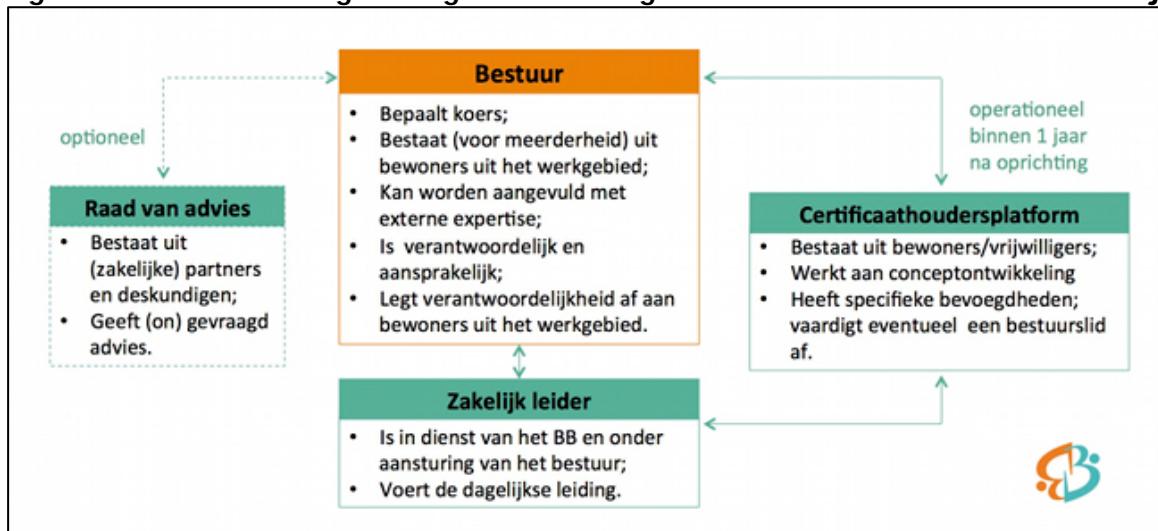 Bestuur
• Bepaalt koers;
• Bestaat (voor meerderheid) uit
bewoners uit het werkgebied;
• Kan worden aangevuld met
externe expertise;
• Is verantwoordelijk en
aansprakelijk;
• Legt verantwoordelijkheid af aan
bewoners uit het werkgebied.
optioneel
Raad van advies
• Bestaat uit
(zakelijke) partners
en deskundigen;
• Geeft (on) gevraagd
advies.
operationeel
binnen 1 jaar
na oprichting
Certificaathoudersplatform
• Bestaat uit bewoners/vrijwilligers;
• Werkt aan conceptontwikkeling
• Heeft specifieke bevoegdheden;
vaardigt eventueel een bestuurslid
af.
Zakelijk leider
• Is in dienst van het BB en onder
aansturing van het bestuur;
• Voert de dagelijkse leiding.